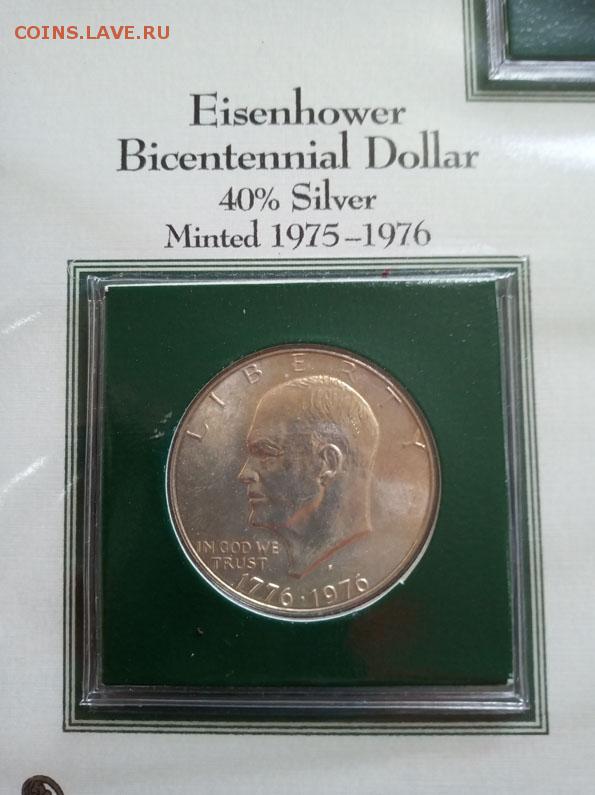 COINS.LAVE.RU
Eisenhower
Bicentennial Dollar
40% Silver
Minted 1975–1976
LIBERTY
IN GOD WE
TRUST
1776·1976